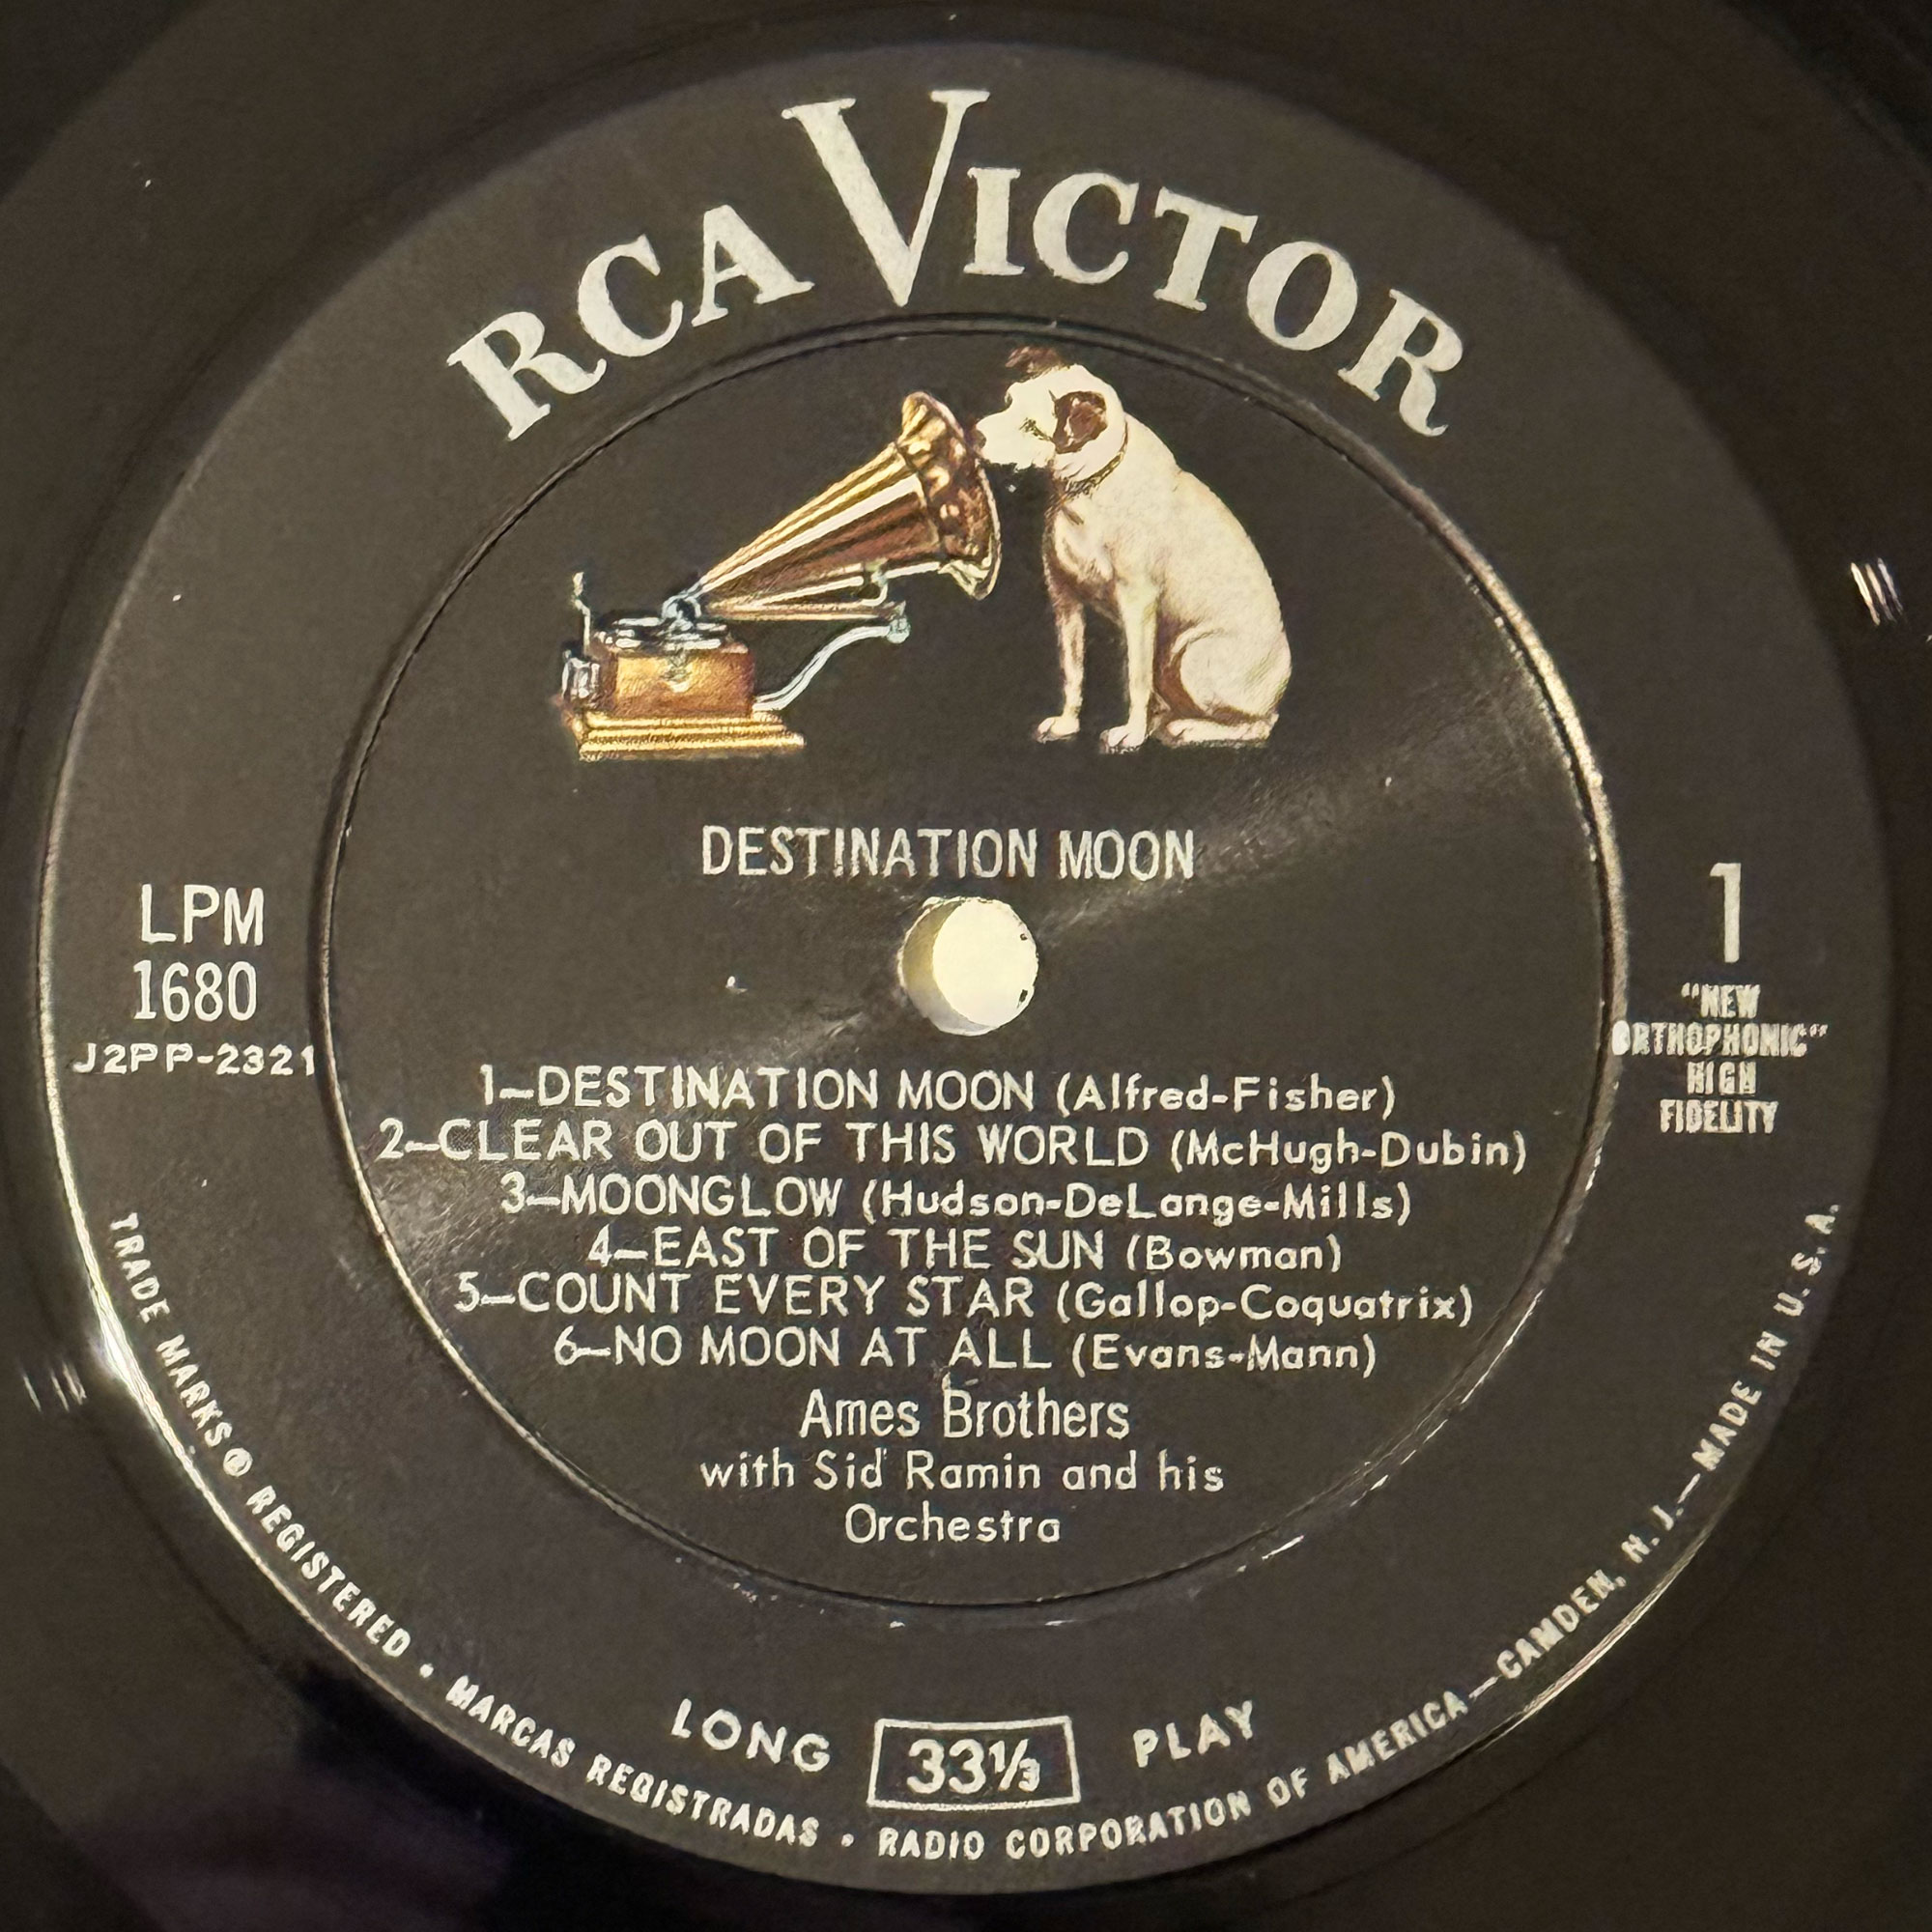 RCA VICTOR
DESTINATION MOON
LPM
1680
J2PP-2321
1
"NEW
ORTHOPHONIC"
HIGH
FIDELITY
1—DESTINATION MOON (Alfred-Fisher)
2—CLEAR OUT OF THIS WORLD (McHugh-Dubin)
3—MOONGLOW (Hudson-DeLange-Mills)
4—EAST OF THE SUN (Bowman)
5—COUNT EVERY STAR (Gallop-Coquatrix)
6—NO MOON AT ALL (Evans-Mann)
Ames Brothers
with Sid Ramin and his
Orchestra
LONG 33⅓ PLAY
TRADE MARKS ® REGISTERED • MARCAS REGISTRADAS • RADIO CORPORATION OF AMERICA—CAMDEN, N. J.—MADE IN U. S. A.